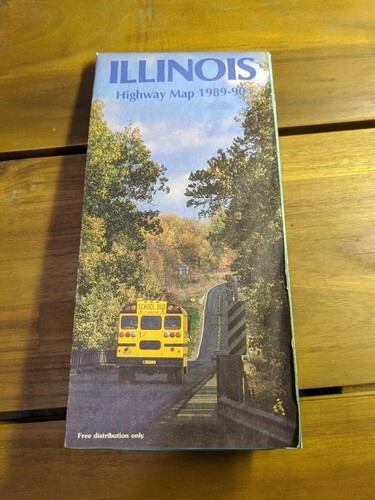 ILLINOIS
Highway Map 1989-90
SCHOOL BUS
Free distribution only